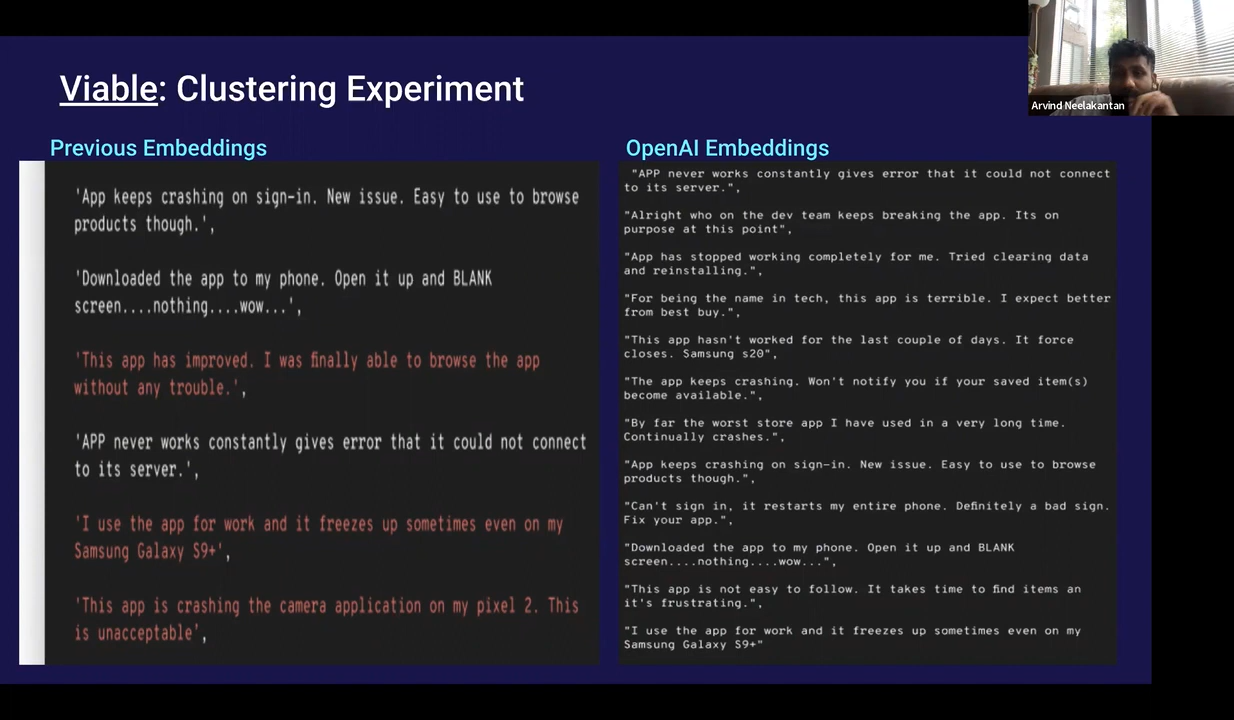 Viable: Clustering Experiment
Arvind Neelakantan
Previous Embeddings
'App keeps crashing on sign-in. New issue. Easy to use to browse
products though.',
'Downloaded the app to my phone. Open it up and BLANK
screen....nothing....wow...',
'This app has improved. I was finally able to browse the app
without any trouble.',
'APP never works constantly gives error that it could not connect
to its server.',
'I use the app for work and it freezes up sometimes even on my
Samsung Galaxy S9+',
'This app is crashing the camera application on my pixel 2. This
is unacceptable',
OpenAI Embeddings
"APP never works constantly gives error that it could not connect
to its server.",
"Alright who on the dev team keeps breaking the app. Its on
purpose at this point",
"App has stopped working completely for me. Tried clearing data
and reinstalling.",
"For being the name in tech, this app is terrible. I expect better
from best buy.",
"This app hasn't worked for the last couple of days. It force
closes. Samsung s20",
"The app keeps crashing. Won't notify you if your saved item(s)
become available.",
"By far the worst store app I have used in a very long time.
Continually crashes.",
"App keeps crashing on sign-in. New issue. Easy to use to browse
products though.",
"Can't sign in, it restarts my entire phone. Definitely a bad sign.
Fix your app.",
"Downloaded the app to my phone. Open it up and BLANK
screen....nothing....wow...",
"This app is not easy to follow. It takes time to find items an
it's frustrating.",
"I use the app for work and it freezes up sometimes even on my
Samsung Galaxy S9+"